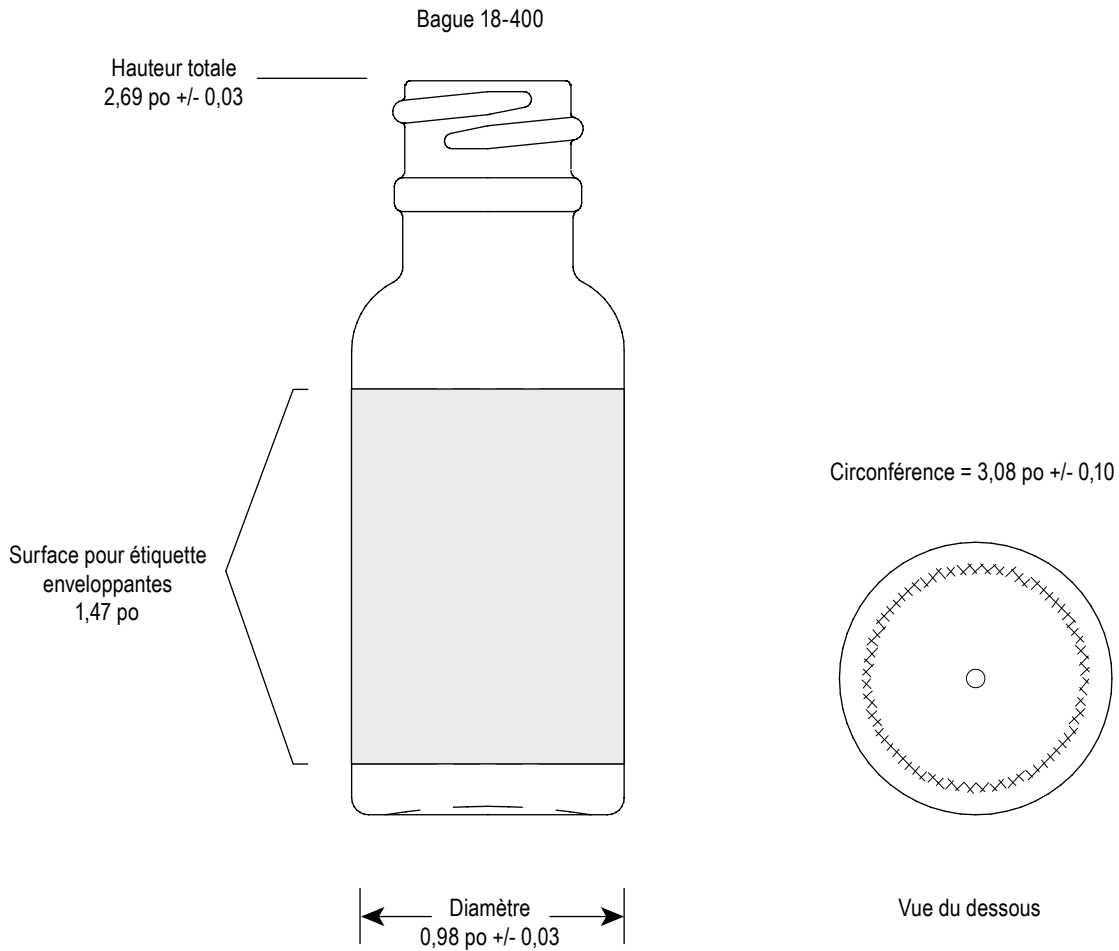 Bague 18-400
Hauteur totale
2,69 po +/- 0,03
Circonférence = 3,08 po +/- 0,10
Surface pour étiquette
enveloppantes
1,47 po
Diamètre
0,98 po +/- 0,03
Vue du dessous